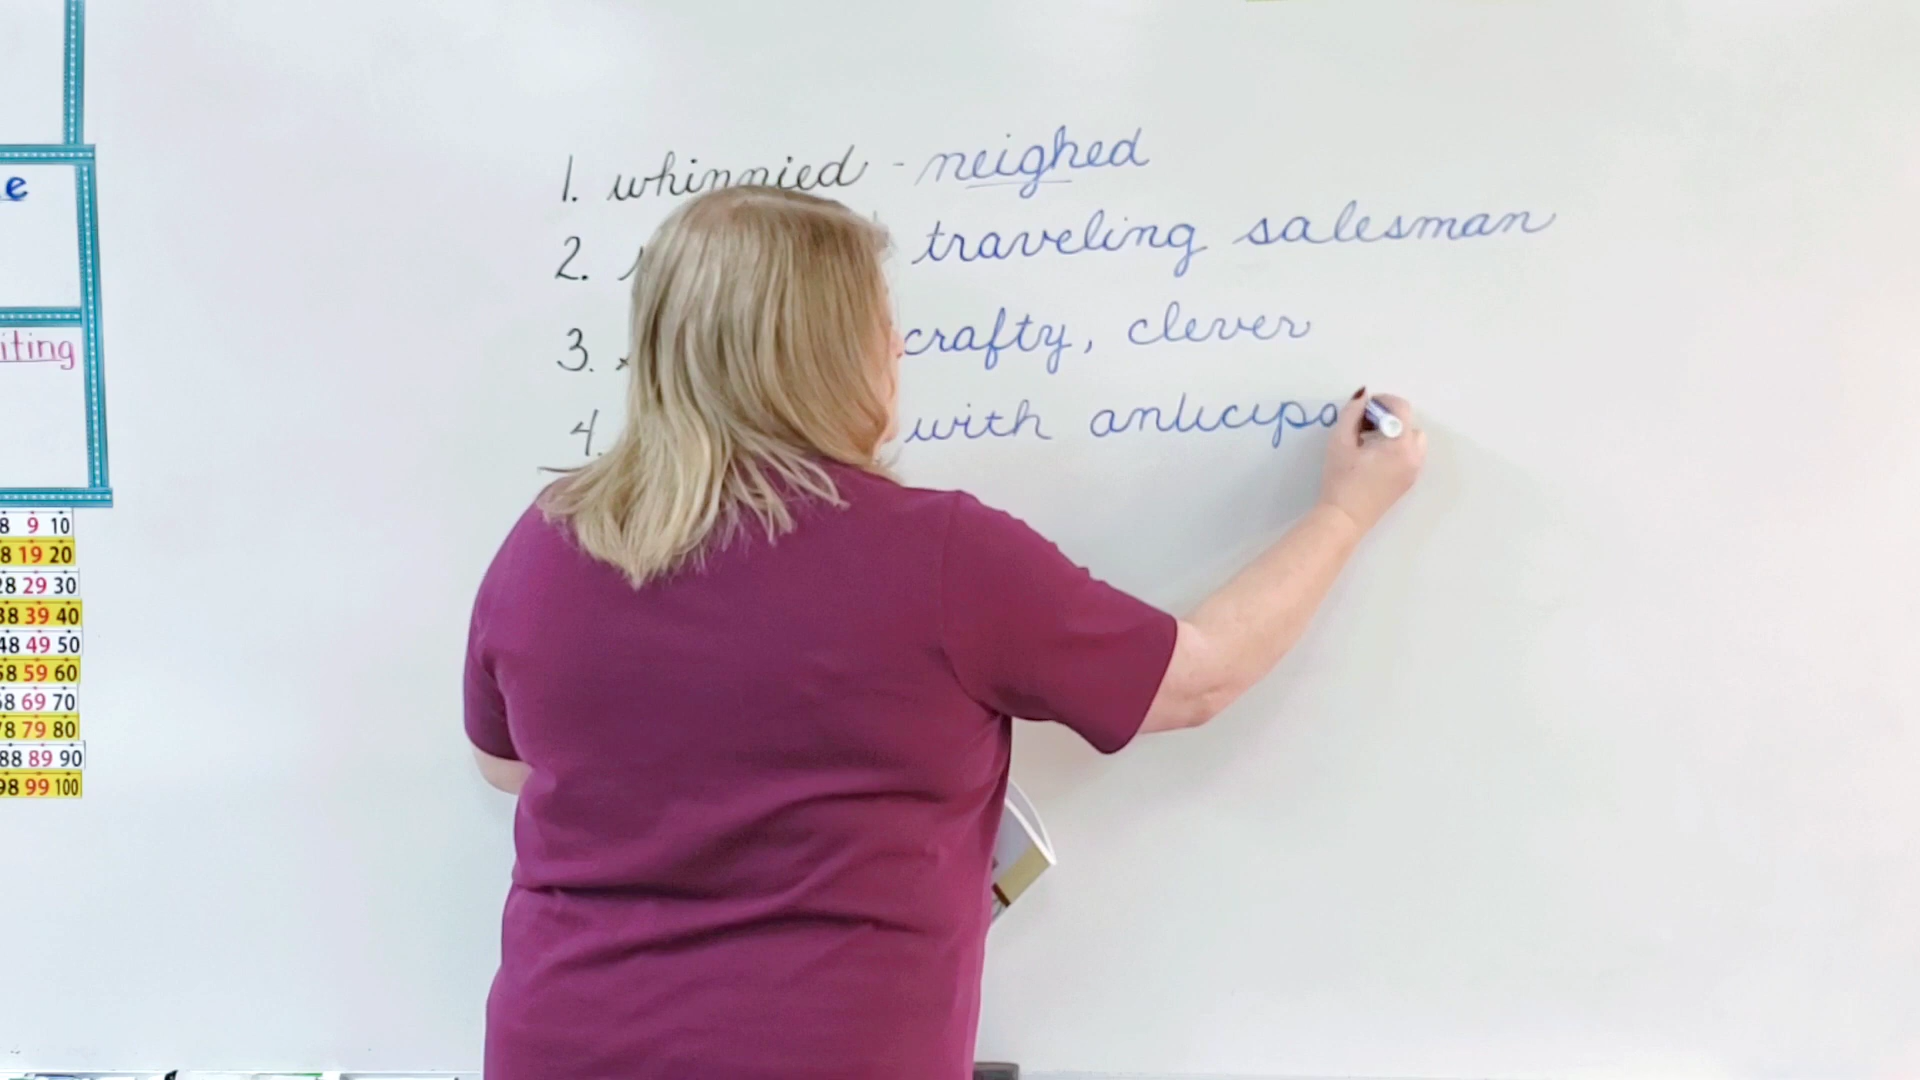 e
iting
1. whinnied - neighed
2. traveling salesman
3. crafty, clever
4. with anticipa
8 9 10
8 19 20
28 29 30
38 39 40
48 49 50
58 59 60
68 69 70
78 79 80
88 89 90
98 99 100